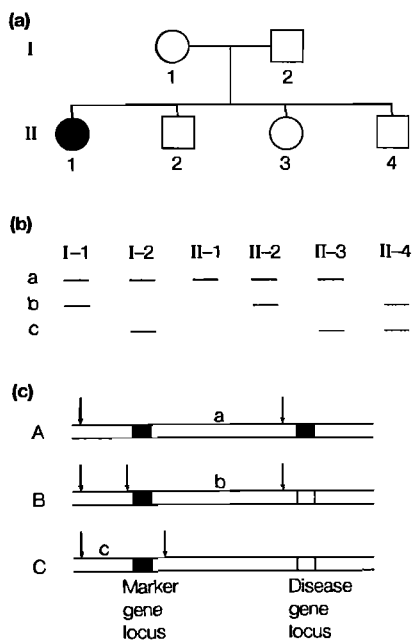 (a)
I
1 2
II
1 2 3 4
(b)
I–1 I–2 II–1 II–2 II–3 II–4
a
b
c
(c)
a
A
b
B
c
C
Marker Disease
gene gene
locus locus